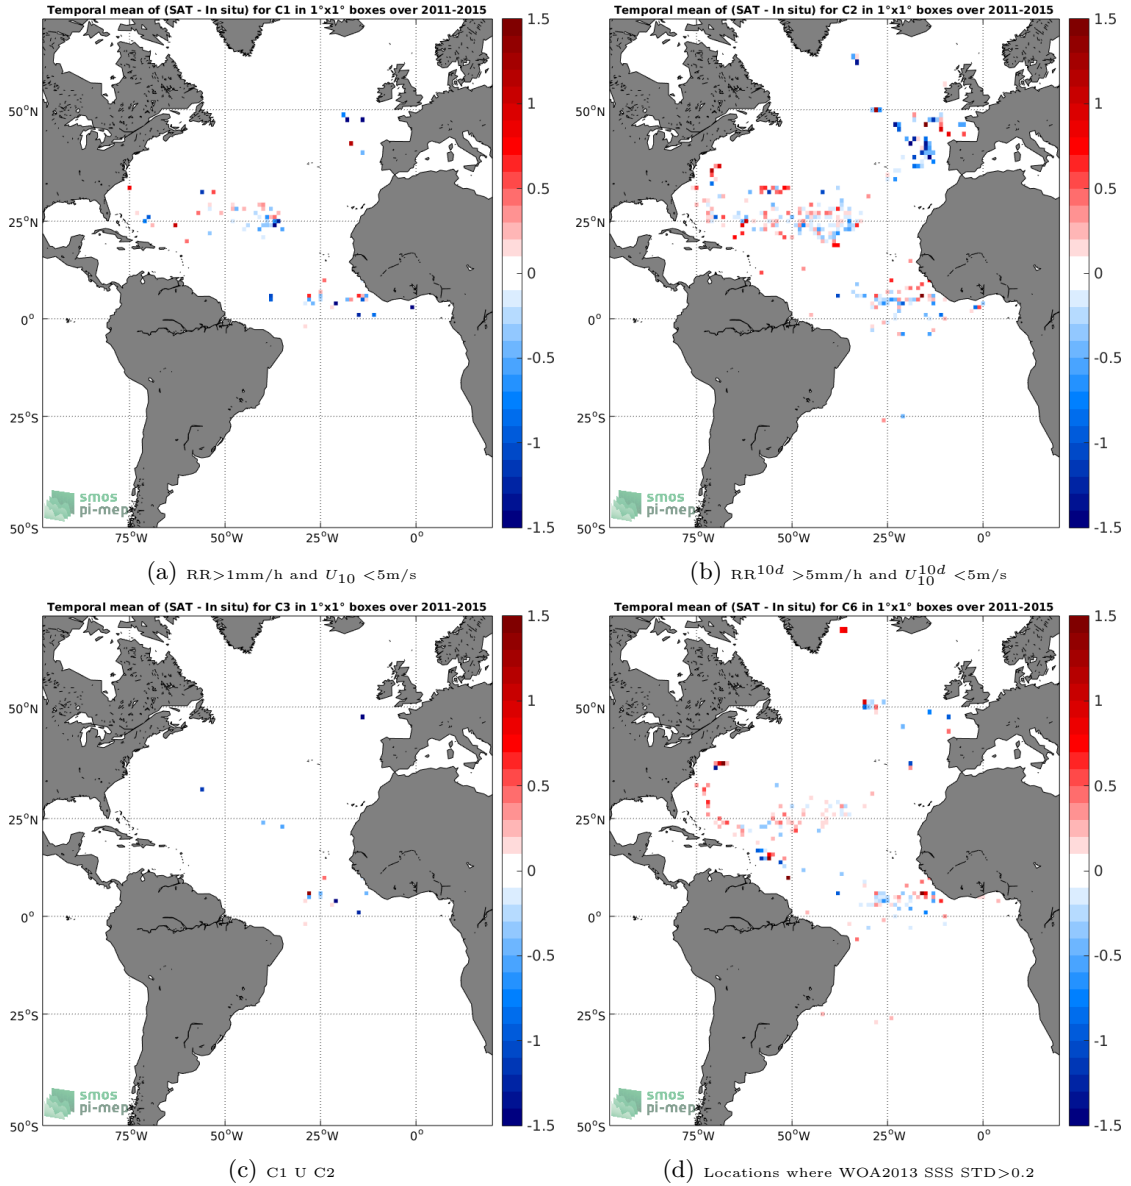 Temporal mean of (SAT - In situ) for C1 in 1°x1° boxes over 2011-2015
50°N
25°N
0°
25°S
50°S
75°W
50°W
25°W
0°
1.5
1
0.5
0
-0.5
-1
-1.5
smos
pi-mep
(a) RR>1mm/h and U10 <5m/s
Temporal mean of (SAT - In situ) for C2 in 1°x1° boxes over 2011-2015
50°N
25°N
0°
25°S
50°S
75°W
50°W
25°W
0°
1.5
1
0.5
0
-0.5
-1
-1.5
smos
pi-mep
(b) RR^10d >5mm/h and U10^10d <5m/s
Temporal mean of (SAT - In situ) for C3 in 1°x1° boxes over 2011-2015
50°N
25°N
0°
25°S
50°S
75°W
50°W
25°W
0°
1.5
1
0.5
0
-0.5
-1
-1.5
smos
pi-mep
(c) C1 U C2
Temporal mean of (SAT - In situ) for C6 in 1°x1° boxes over 2011-2015
50°N
25°N
0°
25°S
50°S
75°W
50°W
25°W
0°
1.5
1
0.5
0
-0.5
-1
-1.5
smos
pi-mep
(d) Locations where WOA2013 SSS STD>0.2